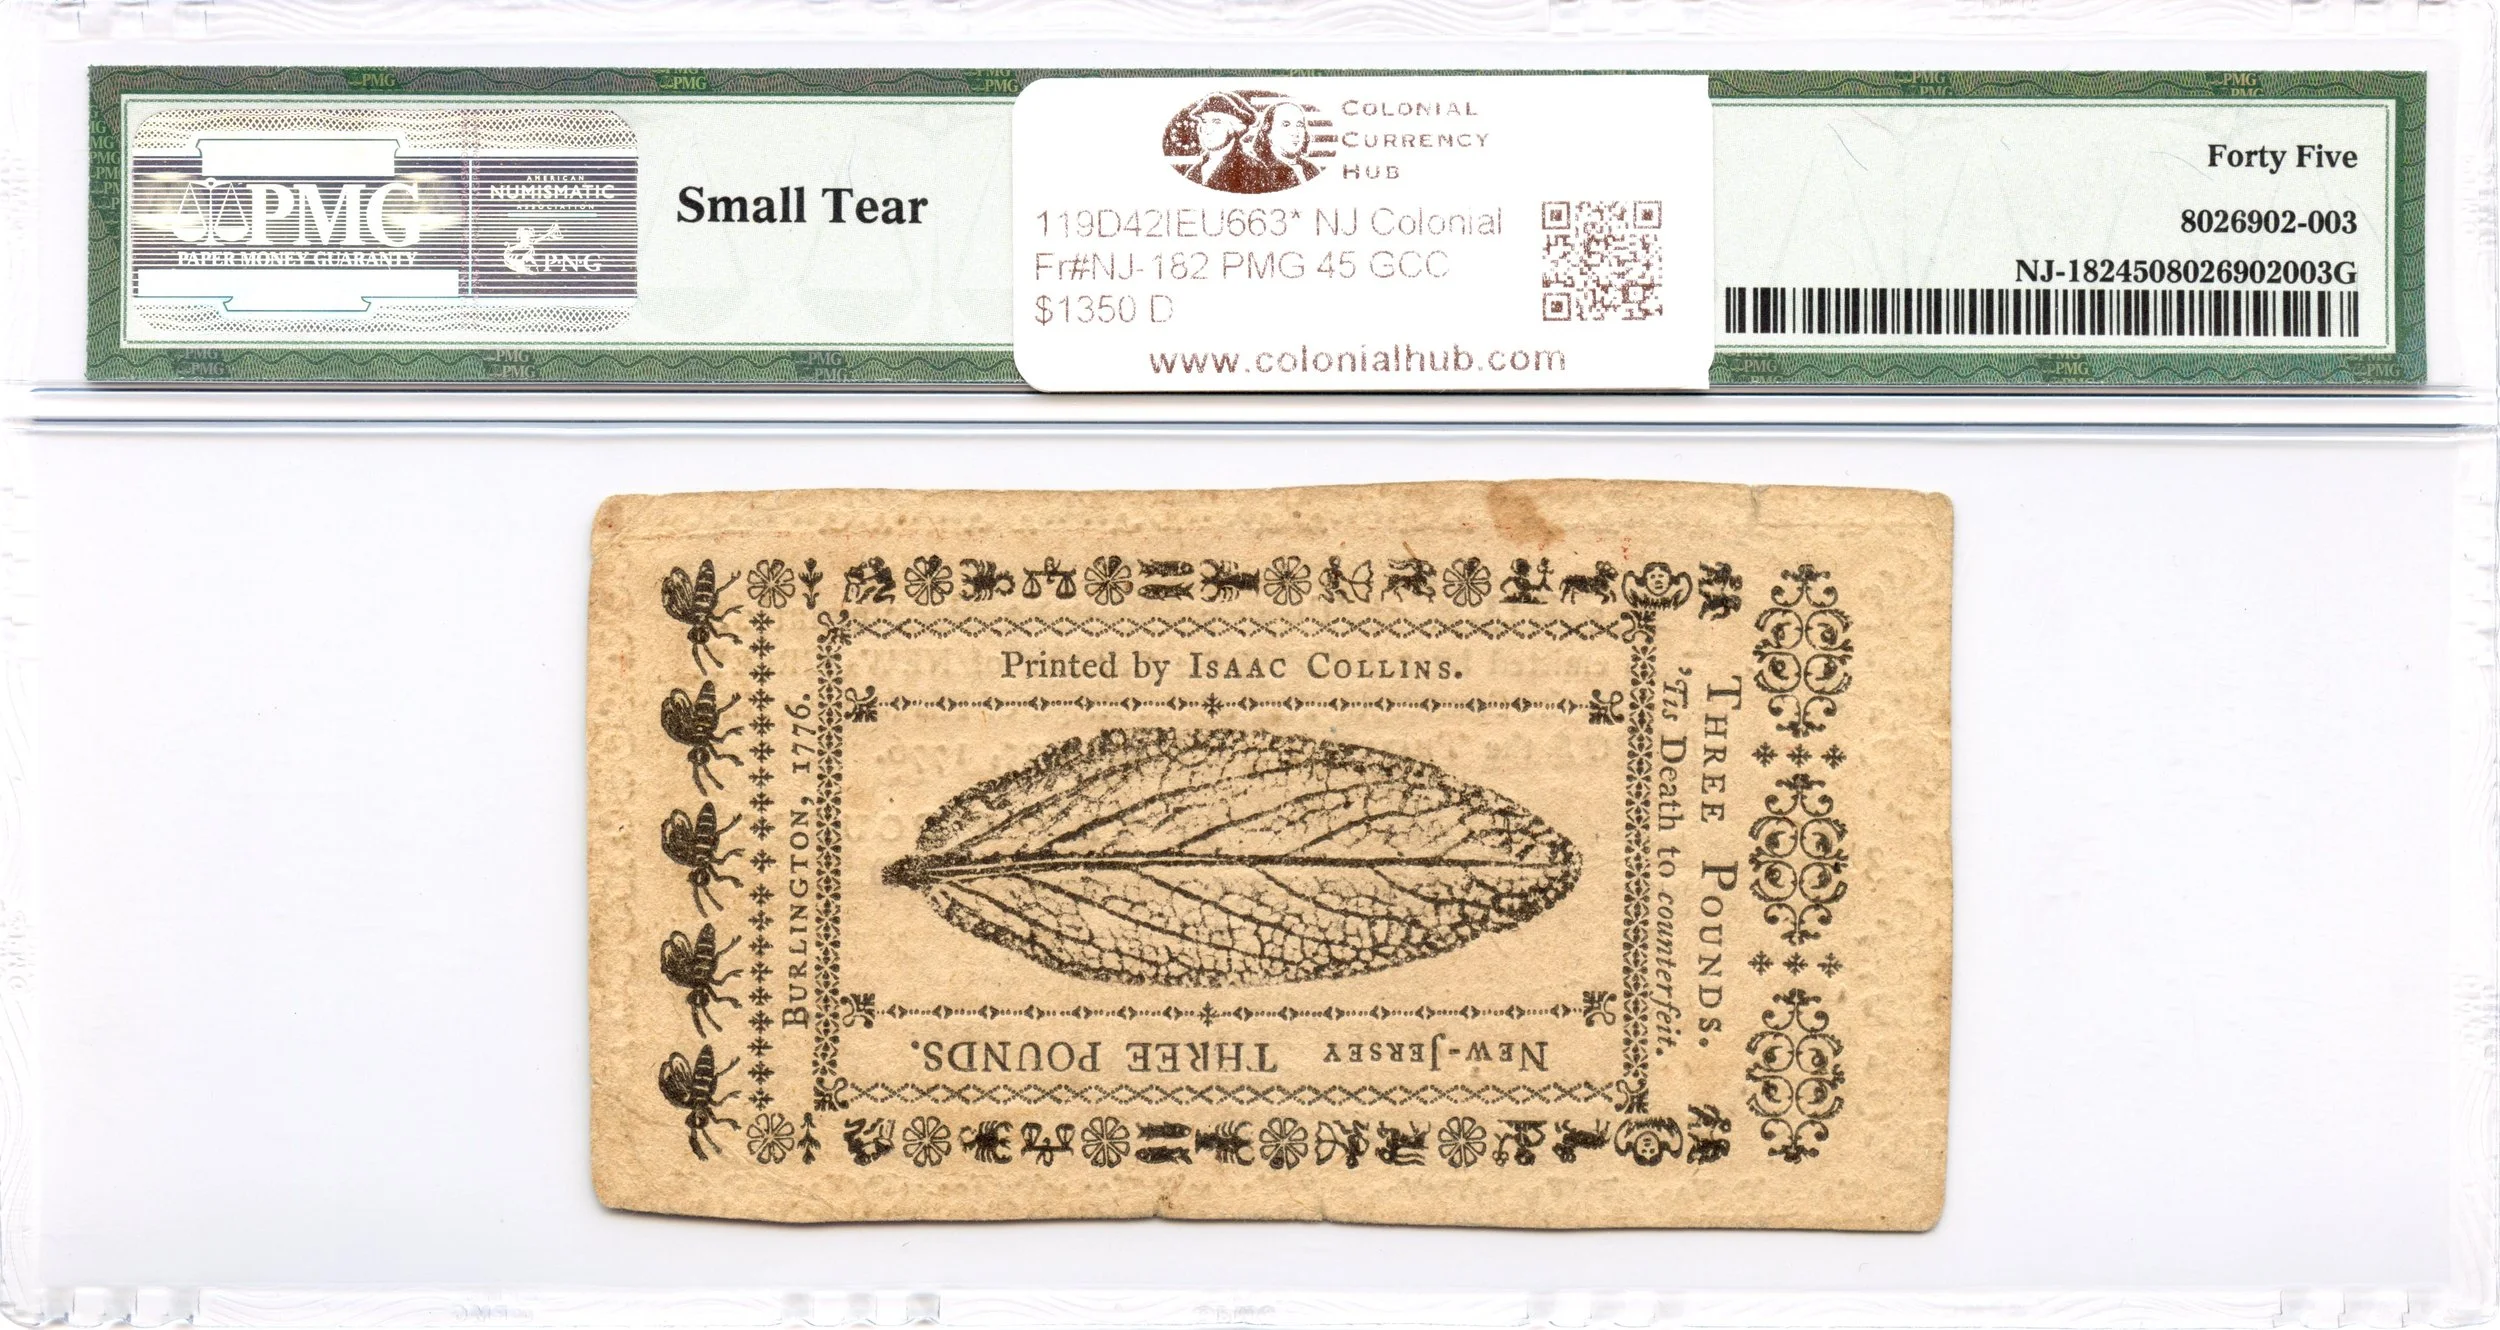 PMG
PAPER MONEY GUARANTY
AMERICAN
NUMISMATIC
ASSOCIATION
PNG
Small Tear
COLONIAL
CURRENCY
HUB
119D42IEU663* NJ Colonial
Fr#NJ-182 PMG 45 GCC
$1350 D
www.colonialhub.com
Forty Five
8026902-003
NJ-1824508026902003G
Printed by ISAAC COLLINS.
BURLINGTON, 1776.
'Tis Death to counterfeit.
THREE POUNDS.
NEW-JERSEY THREE POUNDS.